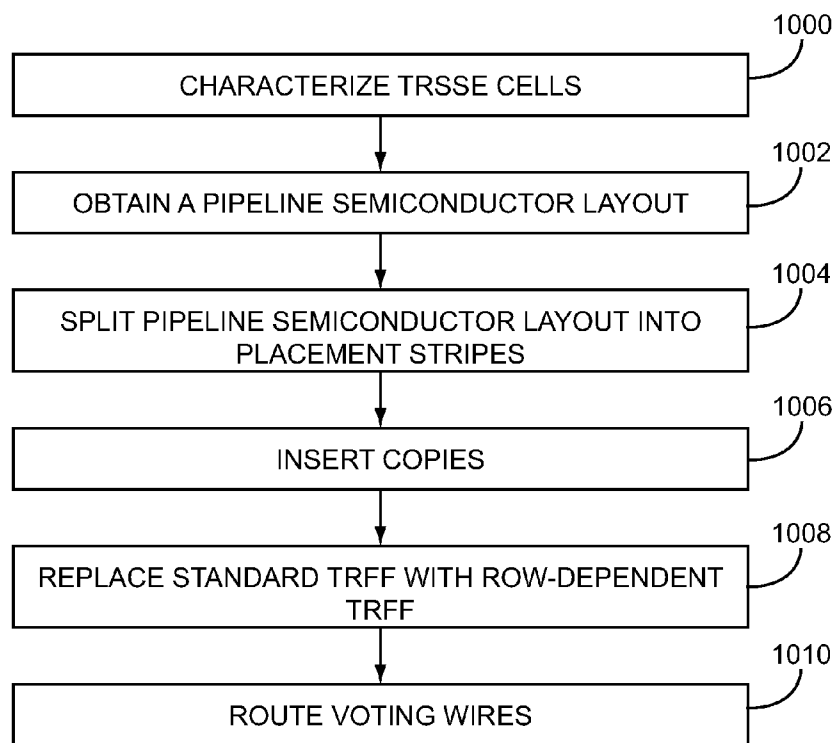 1000
CHARACTERIZE TRSSE CELLS
1002
OBTAIN A PIPELINE SEMICONDUCTOR LAYOUT
1004
SPLIT PIPELINE SEMICONDUCTOR LAYOUT INTO
PLACEMENT STRIPES
1006
INSERT COPIES
1008
REPLACE STANDARD TRFF WITH ROW-DEPENDENT
TRFF
1010
ROUTE VOTING WIRES